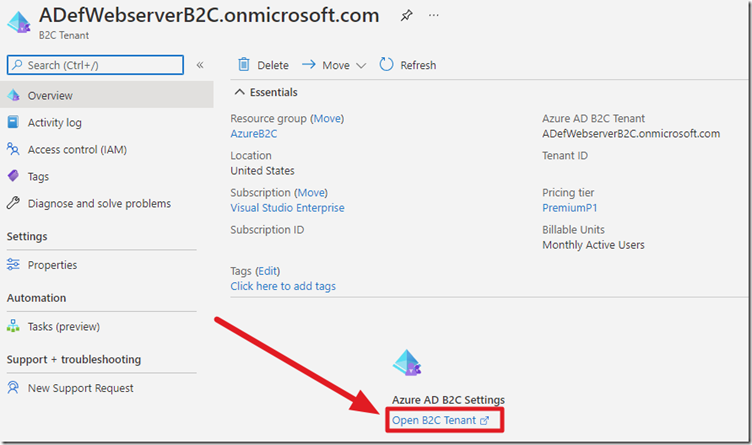 ADefWebserverB2C.onmicrosoft.com
B2C Tenant
Search (Ctrl+/)
Overview
Activity log
Access control (IAM)
Tags
Diagnose and solve problems
Settings
Properties
Automation
Tasks (preview)
Support + troubleshooting
New Support Request
Delete
Move
Refresh
Essentials
Resource group (Move)
AzureB2C
Location
United States
Subscription (Move)
Visual Studio Enterprise
Subscription ID
Azure AD B2C Tenant
ADefWebserverB2C.onmicrosoft.com
Tenant ID
Pricing tier
PremiumP1
Billable Units
Monthly Active Users
Tags (Edit)
Click here to add tags
Azure AD B2C Settings
Open B2C Tenant